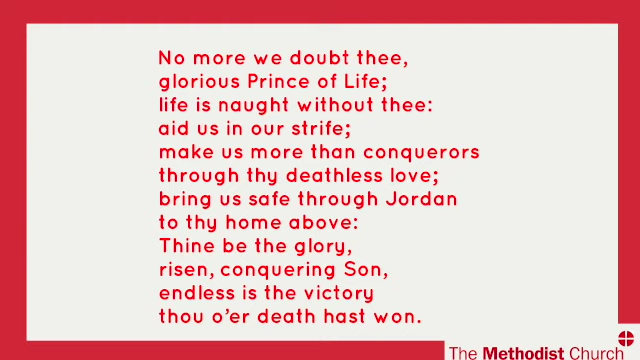 No more we doubt thee,
glorious Prince of Life;
life is naught without thee:
aid us in our strife;
make us more than conquerors
through thy deathless love;
bring us safe through Jordan
to thy home above:
Thine be the glory,
risen, conquering Son,
endless is the victory
thou o'er death hast won.
The Methodist Church